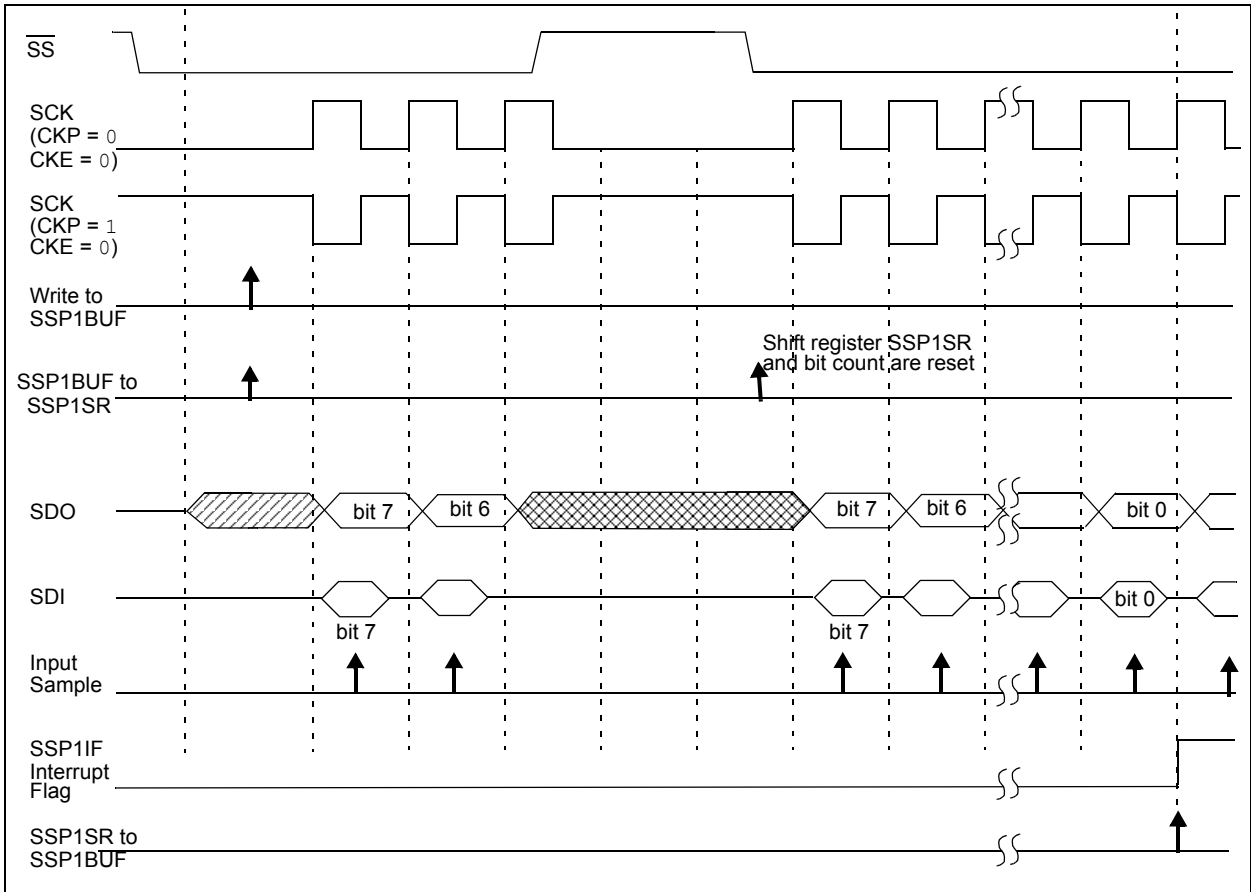 SS
SCK
(CKP = 0
CKE = 0)
SCK
(CKP = 1
CKE = 0)
Write to
SSP1BUF
Shift register SSP1SR
and bit count are reset
SSP1BUF to
SSP1SR
SDO
bit 7
bit 6
bit 7
bit 6
bit 0
SDI
bit 0
bit 7
bit 7
Input
Sample
SSP1IF
Interrupt
Flag
SSP1SR to
SSP1BUF